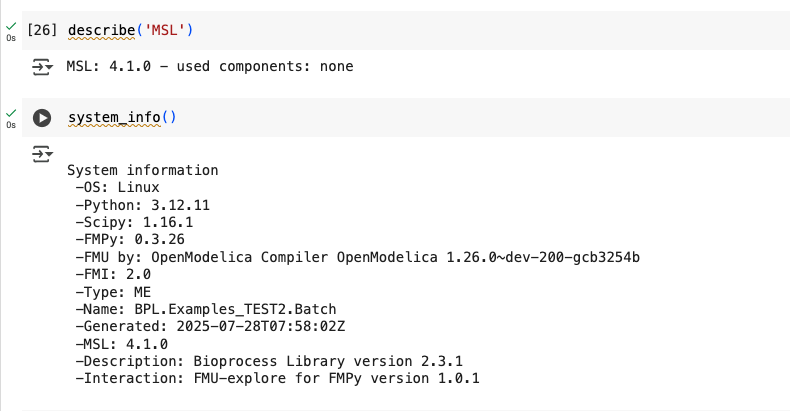 [26] describe('MSL')
0s
MSL: 4.1.0 - used components: none
system_info()
0s
System information
-OS: Linux
-Python: 3.12.11
-Scipy: 1.16.1
-FMPy: 0.3.26
-FMU by: OpenModelica Compiler OpenModelica 1.26.0~dev-200-gcb3254b
-FMI: 2.0
-Type: ME
-Name: BPL.Examples_TEST2.Batch
-Generated: 2025-07-28T07:58:02Z
-MSL: 4.1.0
-Description: Bioprocess Library version 2.3.1
-Interaction: FMU-explore for FMPy version 1.0.1